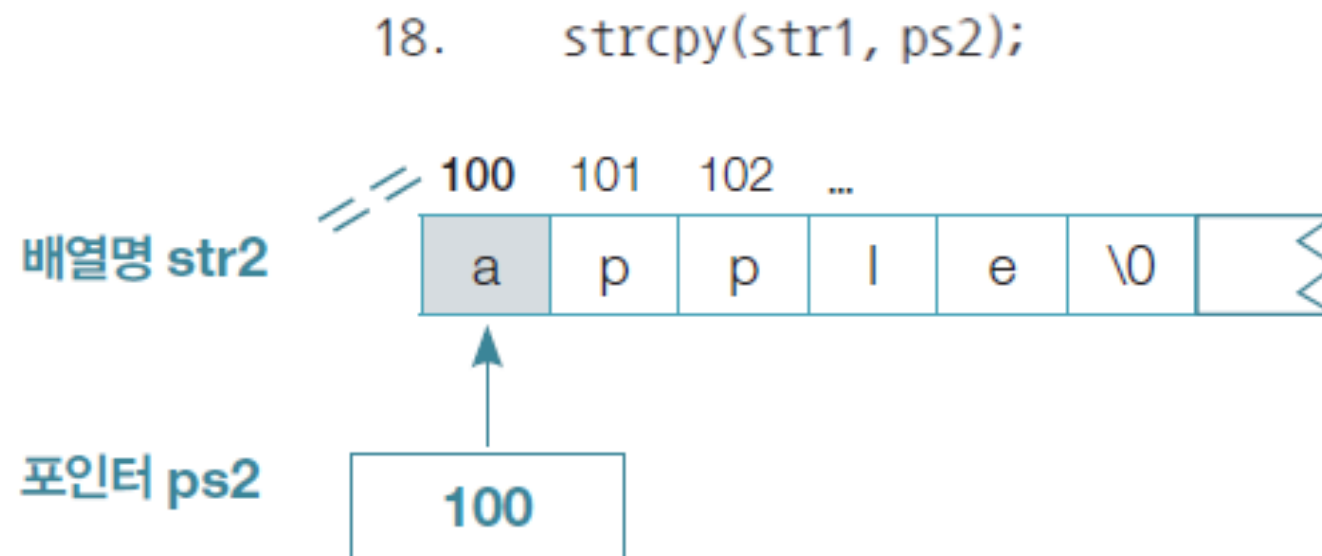 18. strcpy(str1, ps2);
100 101 102 ...
배열명 str2 a p p l e \0
포인터 ps2 100